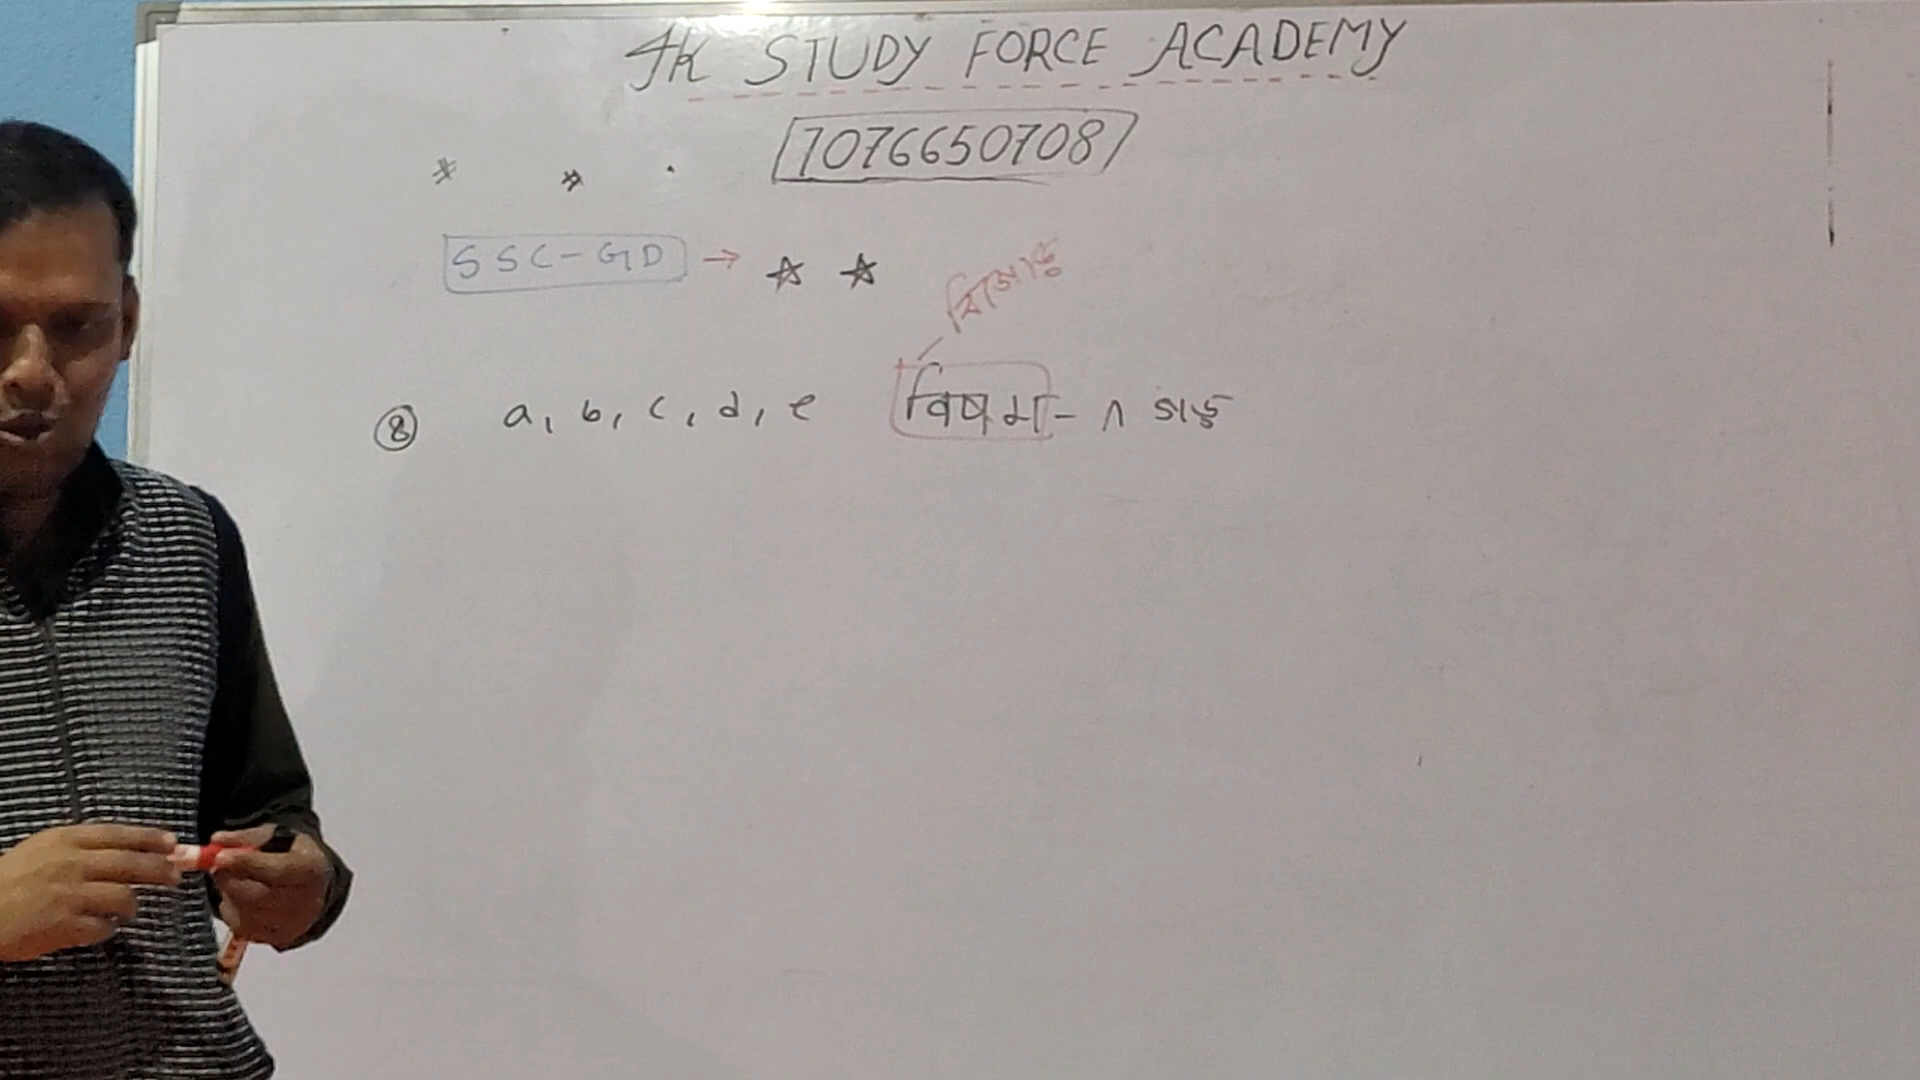 JK STUDY FORCE ACADEMY
7076650708
SSC-GD → ☆ ☆
বিজোড়
⑧ a, b, c, d, e বিষম -